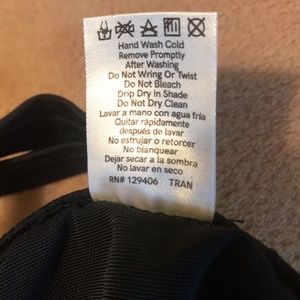 Hand Wash Cold
Remove Promptly
After Washing
Do Not Wring Or Twist
Do Not Bleach
Drip Dry in Shade
Do Not Dry Clean
Lavar a mano con agua fría
Quitar rápidamente
después de lavar
No estrujar o retorcer
No blanquear
Dejar secar a la sombra
No lavar en seco
RN# 129406 TRAN